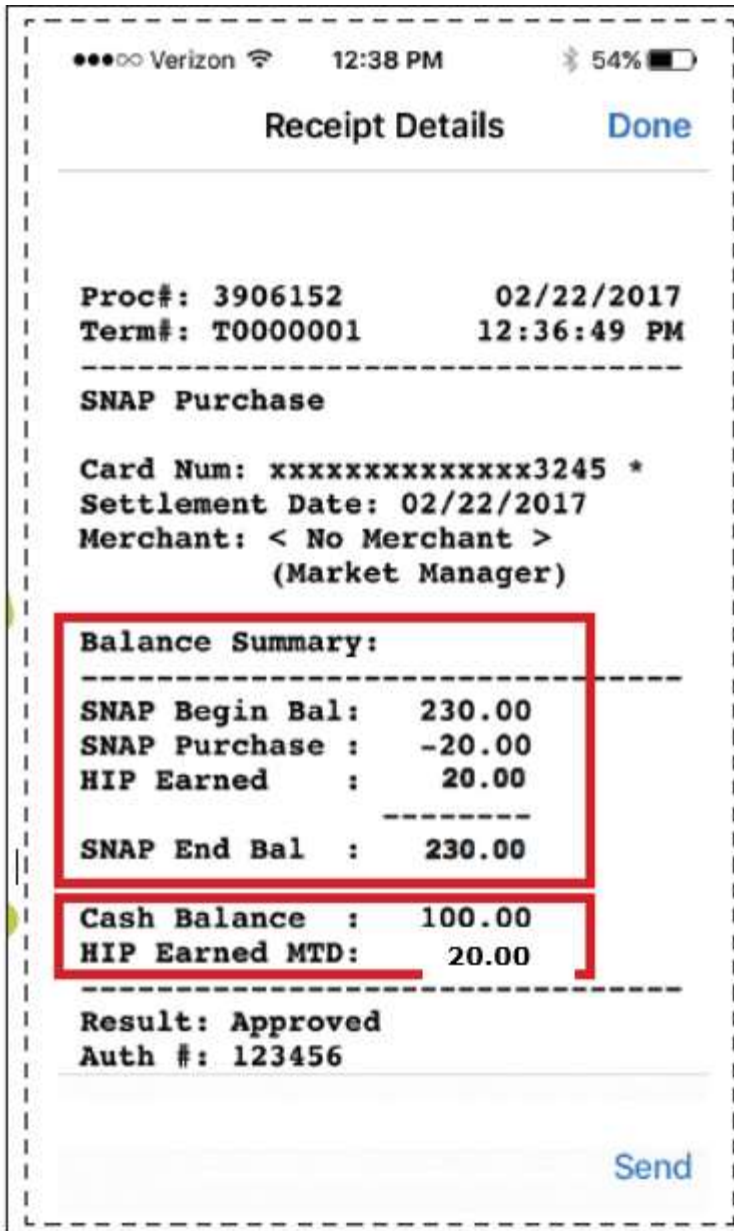 ●●●○○ Verizon 12:38 PM 54%
Receipt Details Done
Proc#: 3906152 02/22/2017
Term#: T0000001 12:36:49 PM
---------------------------------
SNAP Purchase
Card Num: xxxxxxxxxxxxxx3245 *
Settlement Date: 02/22/2017
Merchant: < No Merchant >
(Market Manager)
Balance Summary:
---------------------------------
SNAP Begin Bal: 230.00
SNAP Purchase : -20.00
HIP Earned : 20.00
--------
SNAP End Bal : 230.00
Cash Balance : 100.00
HIP Earned MTD: 20.00
---------------------------------
Result: Approved
Auth #: 123456
Send